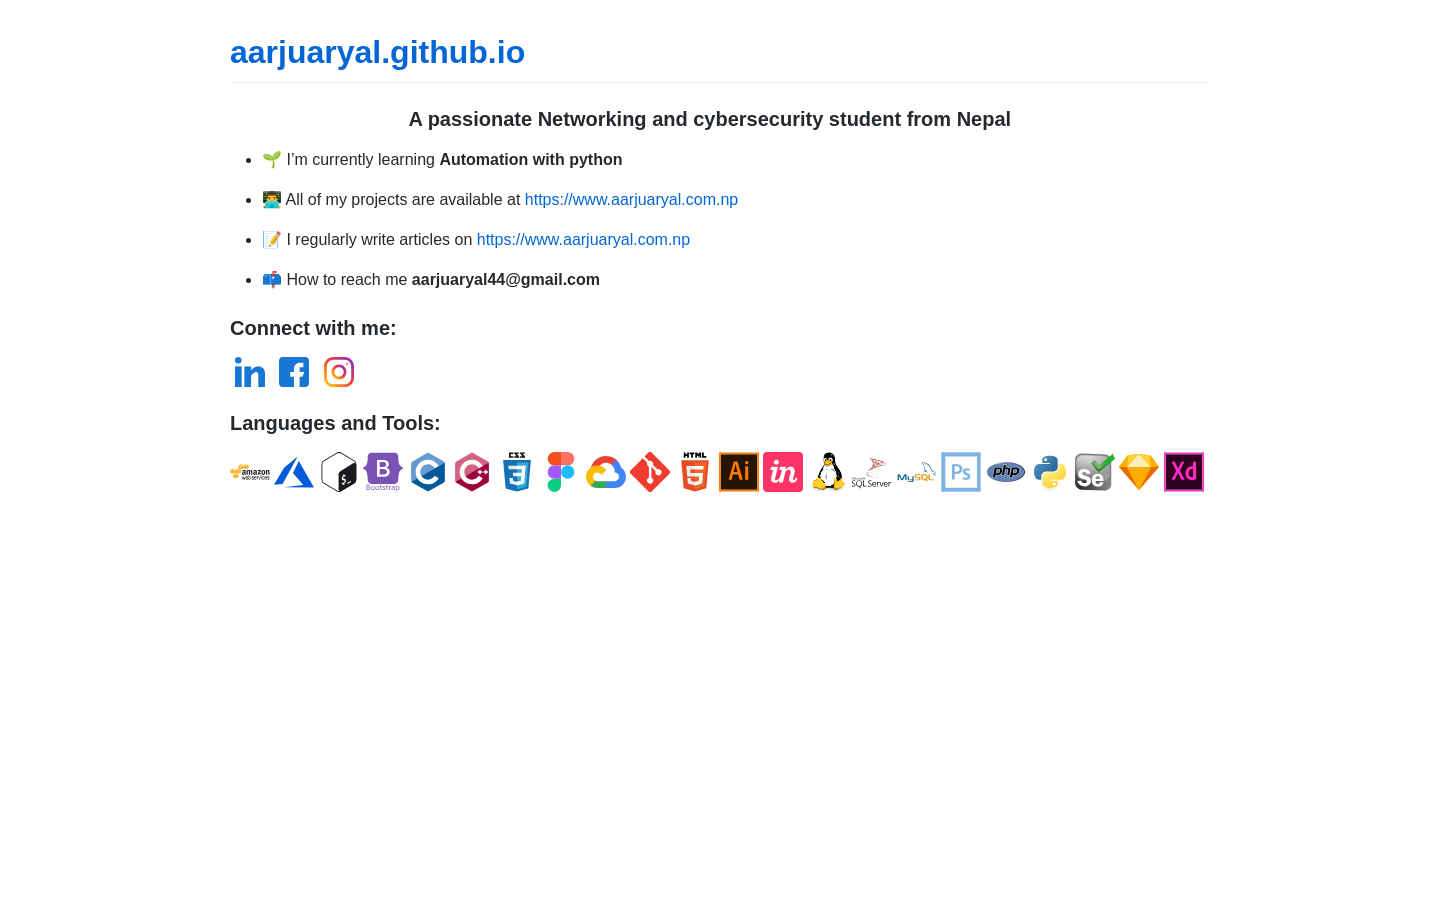 aarjuaryal.github.io
A passionate Networking and cybersecurity student from Nepal
🌱 I’m currently learning Automation with python
👨‍💻 All of my projects are available at https://www.aarjuaryal.com.np
📝 I regularly write articles on https://www.aarjuaryal.com.np
📫 How to reach me aarjuaryal44@gmail.com
Connect with me:
in f
Languages and Tools:
amazon web services $_ B Bootstrap C C++ CSS 3 HTML 5 Ai in SQL Server MySQL Ps php Se Xd